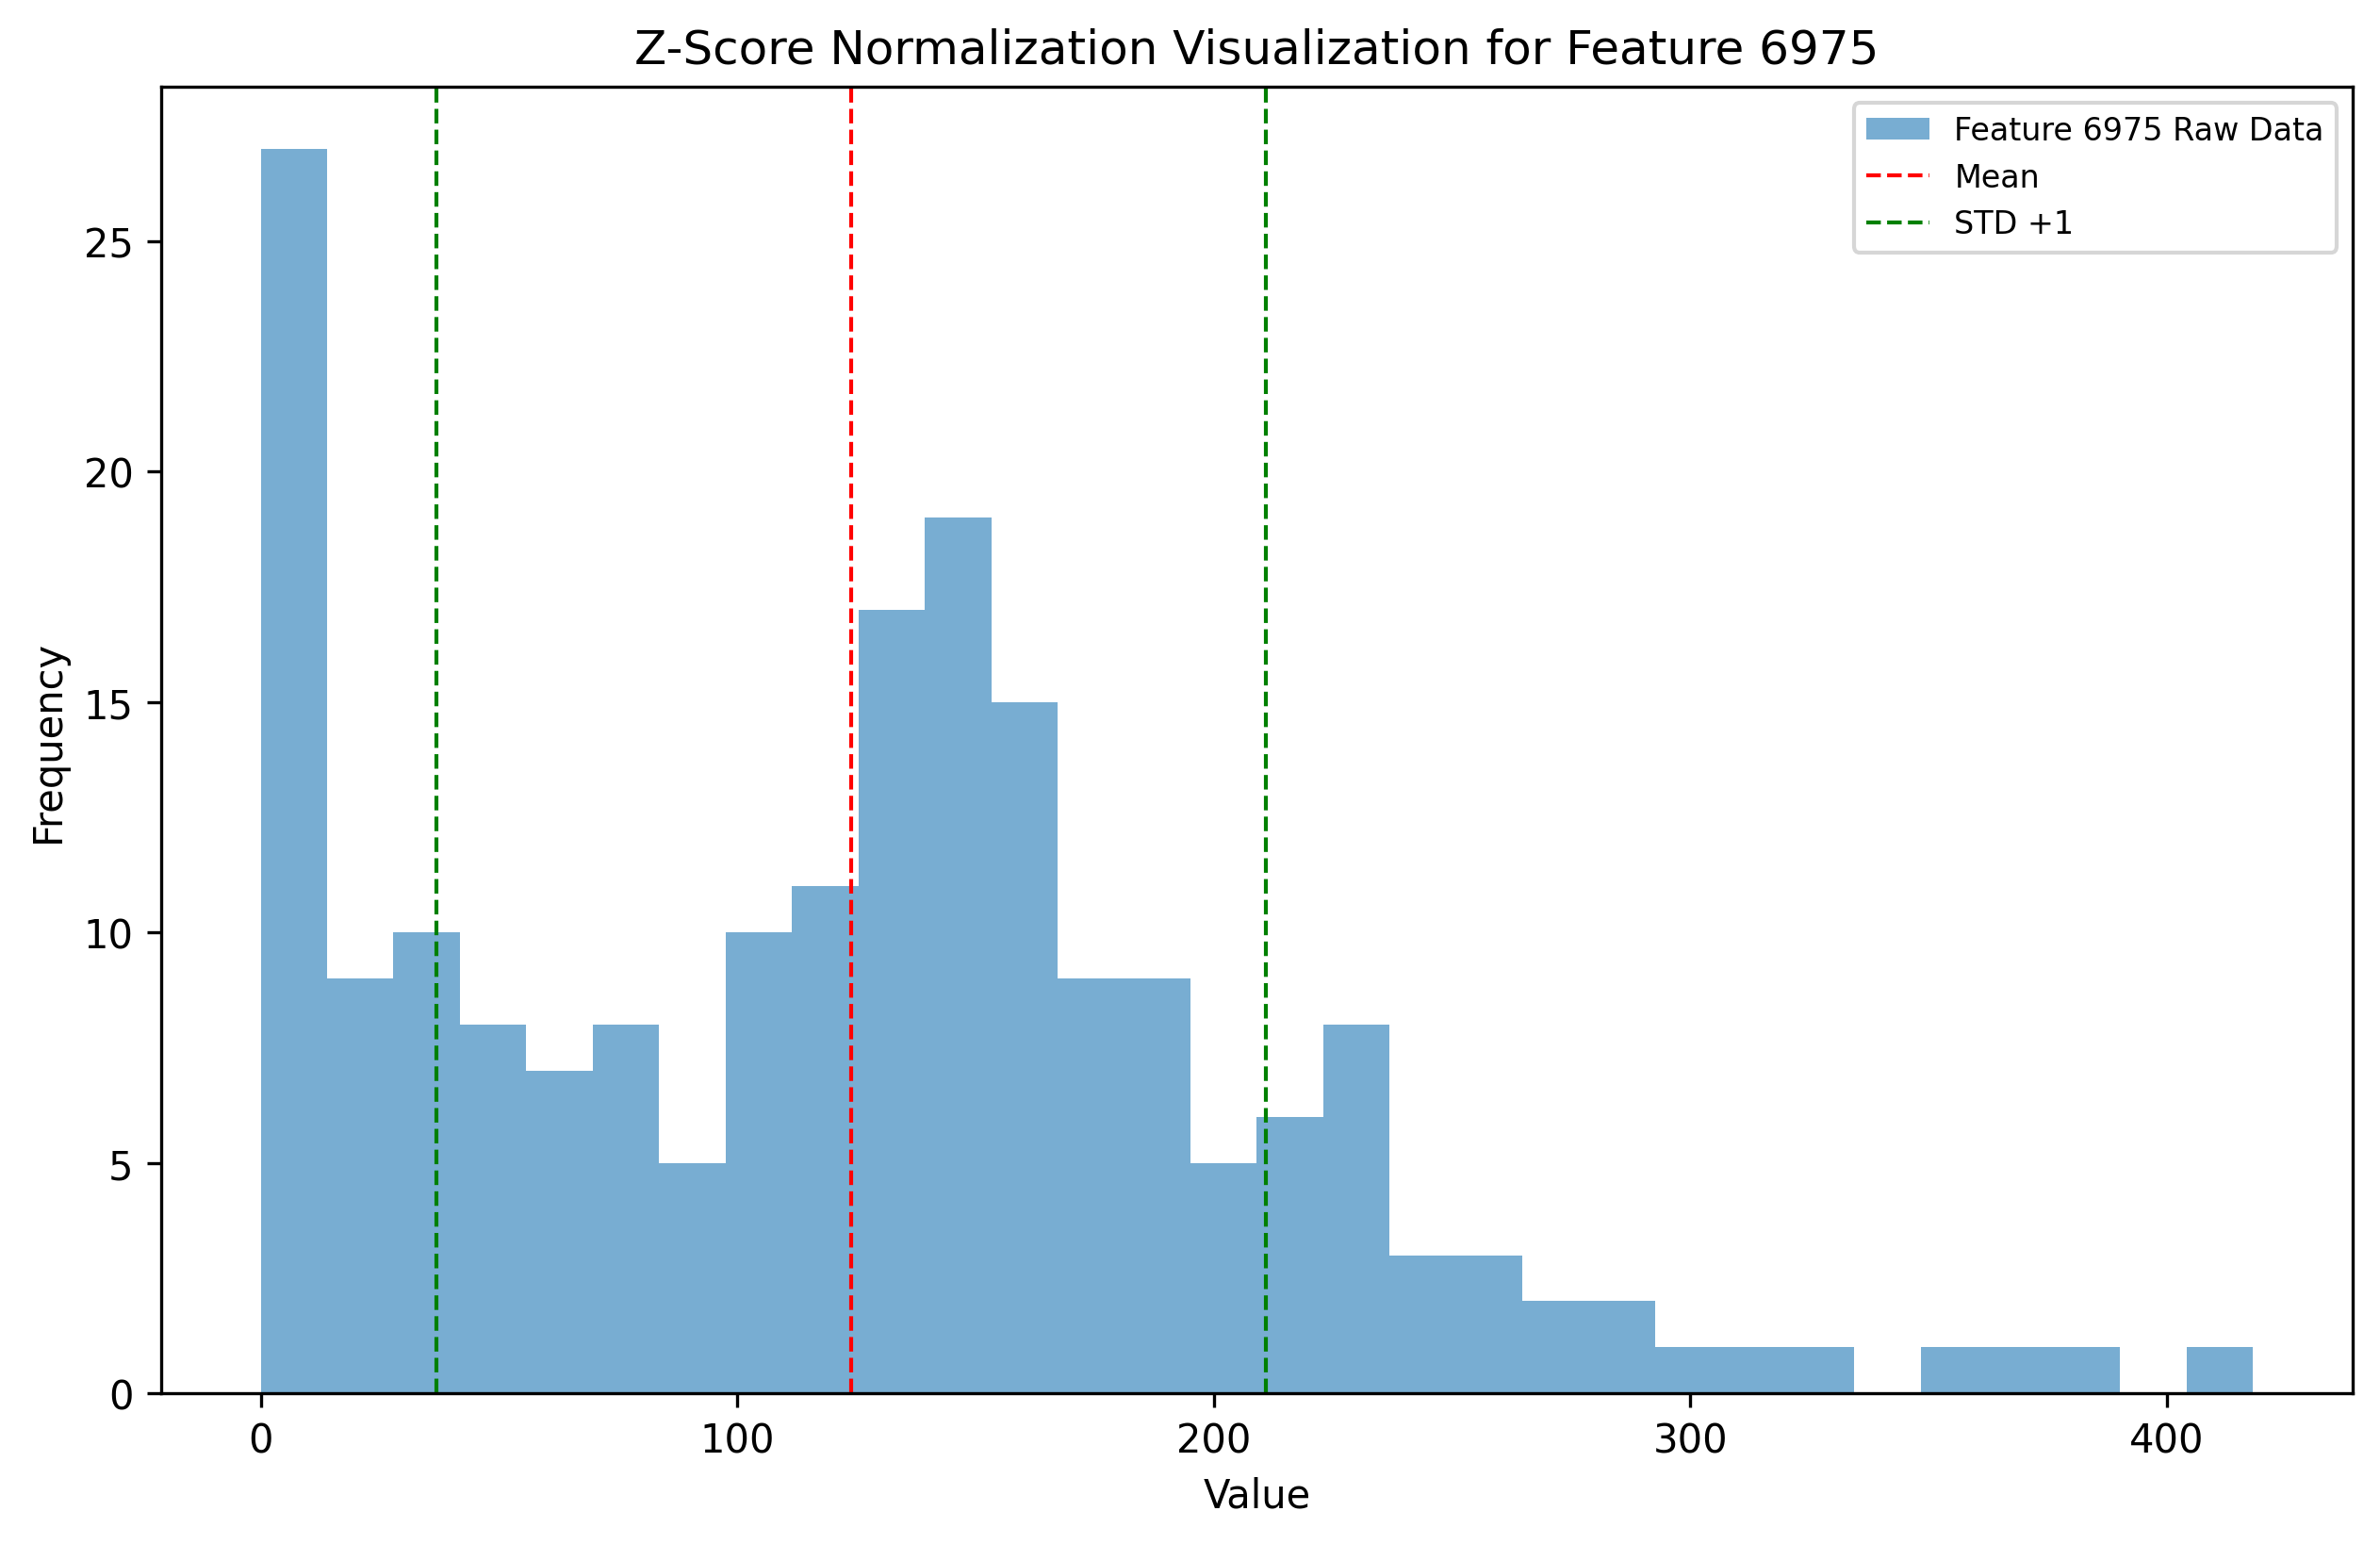 Z-Score Normalization Visualization for Feature 6975
Feature 6975 Raw Data
Mean
STD +1
25
20
15
10
5
0
Frequency
0 100 200 300 400
Value